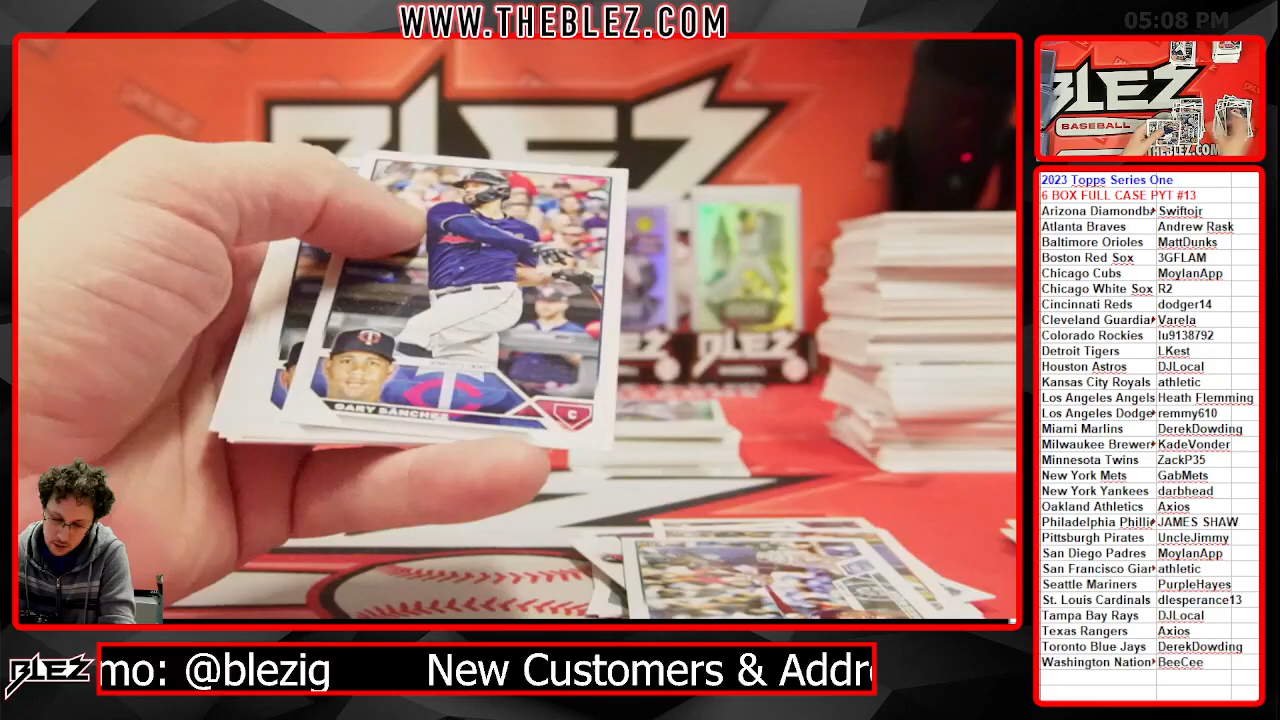 WWW.THEBLEZ.COM
05:08 PM
BLEZ
BLEZ
BASEBALL
THEBLEZ.COM
GARY SÁNCHEZ
C
BLEZ
BLEZ
2023 Topps Series One
6 BOX FULL CASE PYT #13
Arizona Diamondba Swiftojr
Atlanta Braves Andrew Rask
Baltimore Orioles MattDunks
Boston Red Sox 3GFLAM
Chicago Cubs MoylanApp
Chicago White Sox R2
Cincinnati Reds dodger14
Cleveland Guardia Varela
Colorado Rockies lu9138792
Detroit Tigers LKest
Houston Astros DJLocal
Kansas City Royals athletic
Los Angeles Angels Heath Flemming
Los Angeles Dodge remmy610
Miami Marlins DerekDowding
Milwaukee Brewer KadeVonder
Minnesota Twins ZackP35
New York Mets GabMets
New York Yankees darbhead
Oakland Athletics Axios
Philadelphia Phillie JAMES SHAW
Pittsburgh Pirates UncleJimmy
San Diego Padres MoylanApp
San Francisco Gian athletic
Seattle Mariners PurpleHayes
St. Louis Cardinals dlesperance13
Tampa Bay Rays DJLocal
Texas Rangers Axios
Toronto Blue Jays DerekDowding
Washington Nation BeeCee
BLEZ
mo: @blezig New Customers & Addr